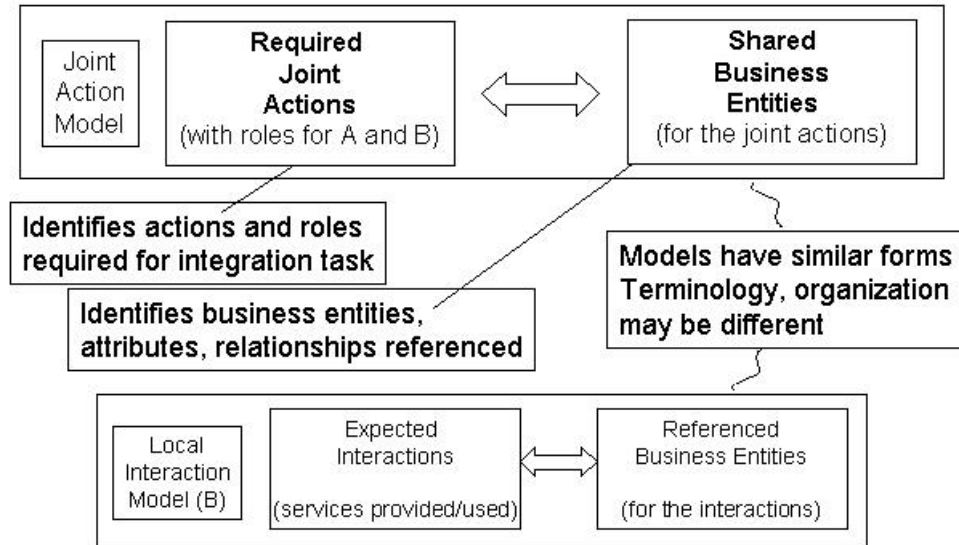 Joint
Action
Model
Required
Joint
Actions
(with roles for A and B)
Shared
Business
Entities
(for the joint actions)
Identifies actions and roles
required for integration task
Identifies business entities,
attributes, relationships referenced
Models have similar forms
Terminology, organization
may be different
Local
Interaction
Model (B)
Expected
Interactions
(services provided/used)
Referenced
Business Entities
(for the interactions)